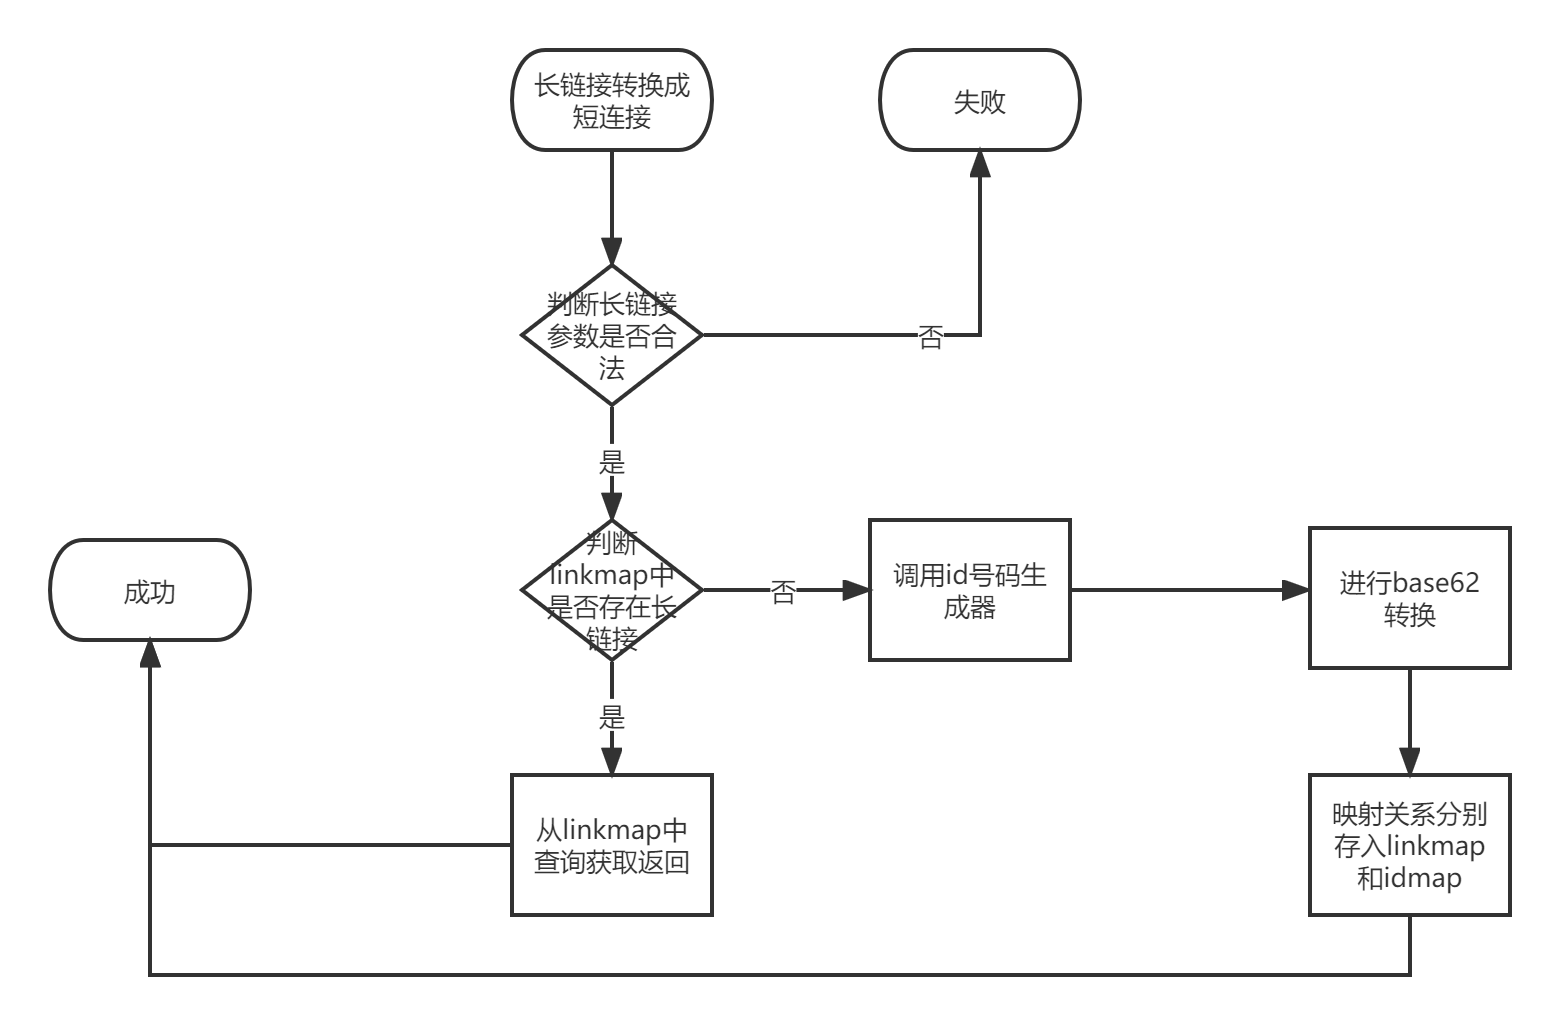 长链接转换成
短连接
失败
判断长链接
参数是否合
法
否
是
判断
linkmap中
是否存在长
链接
否
调用id号码生
成器
进行base62
转换
成功
是
从linkmap中
查询获取返回
映射关系分别
存入linkmap
和idmap